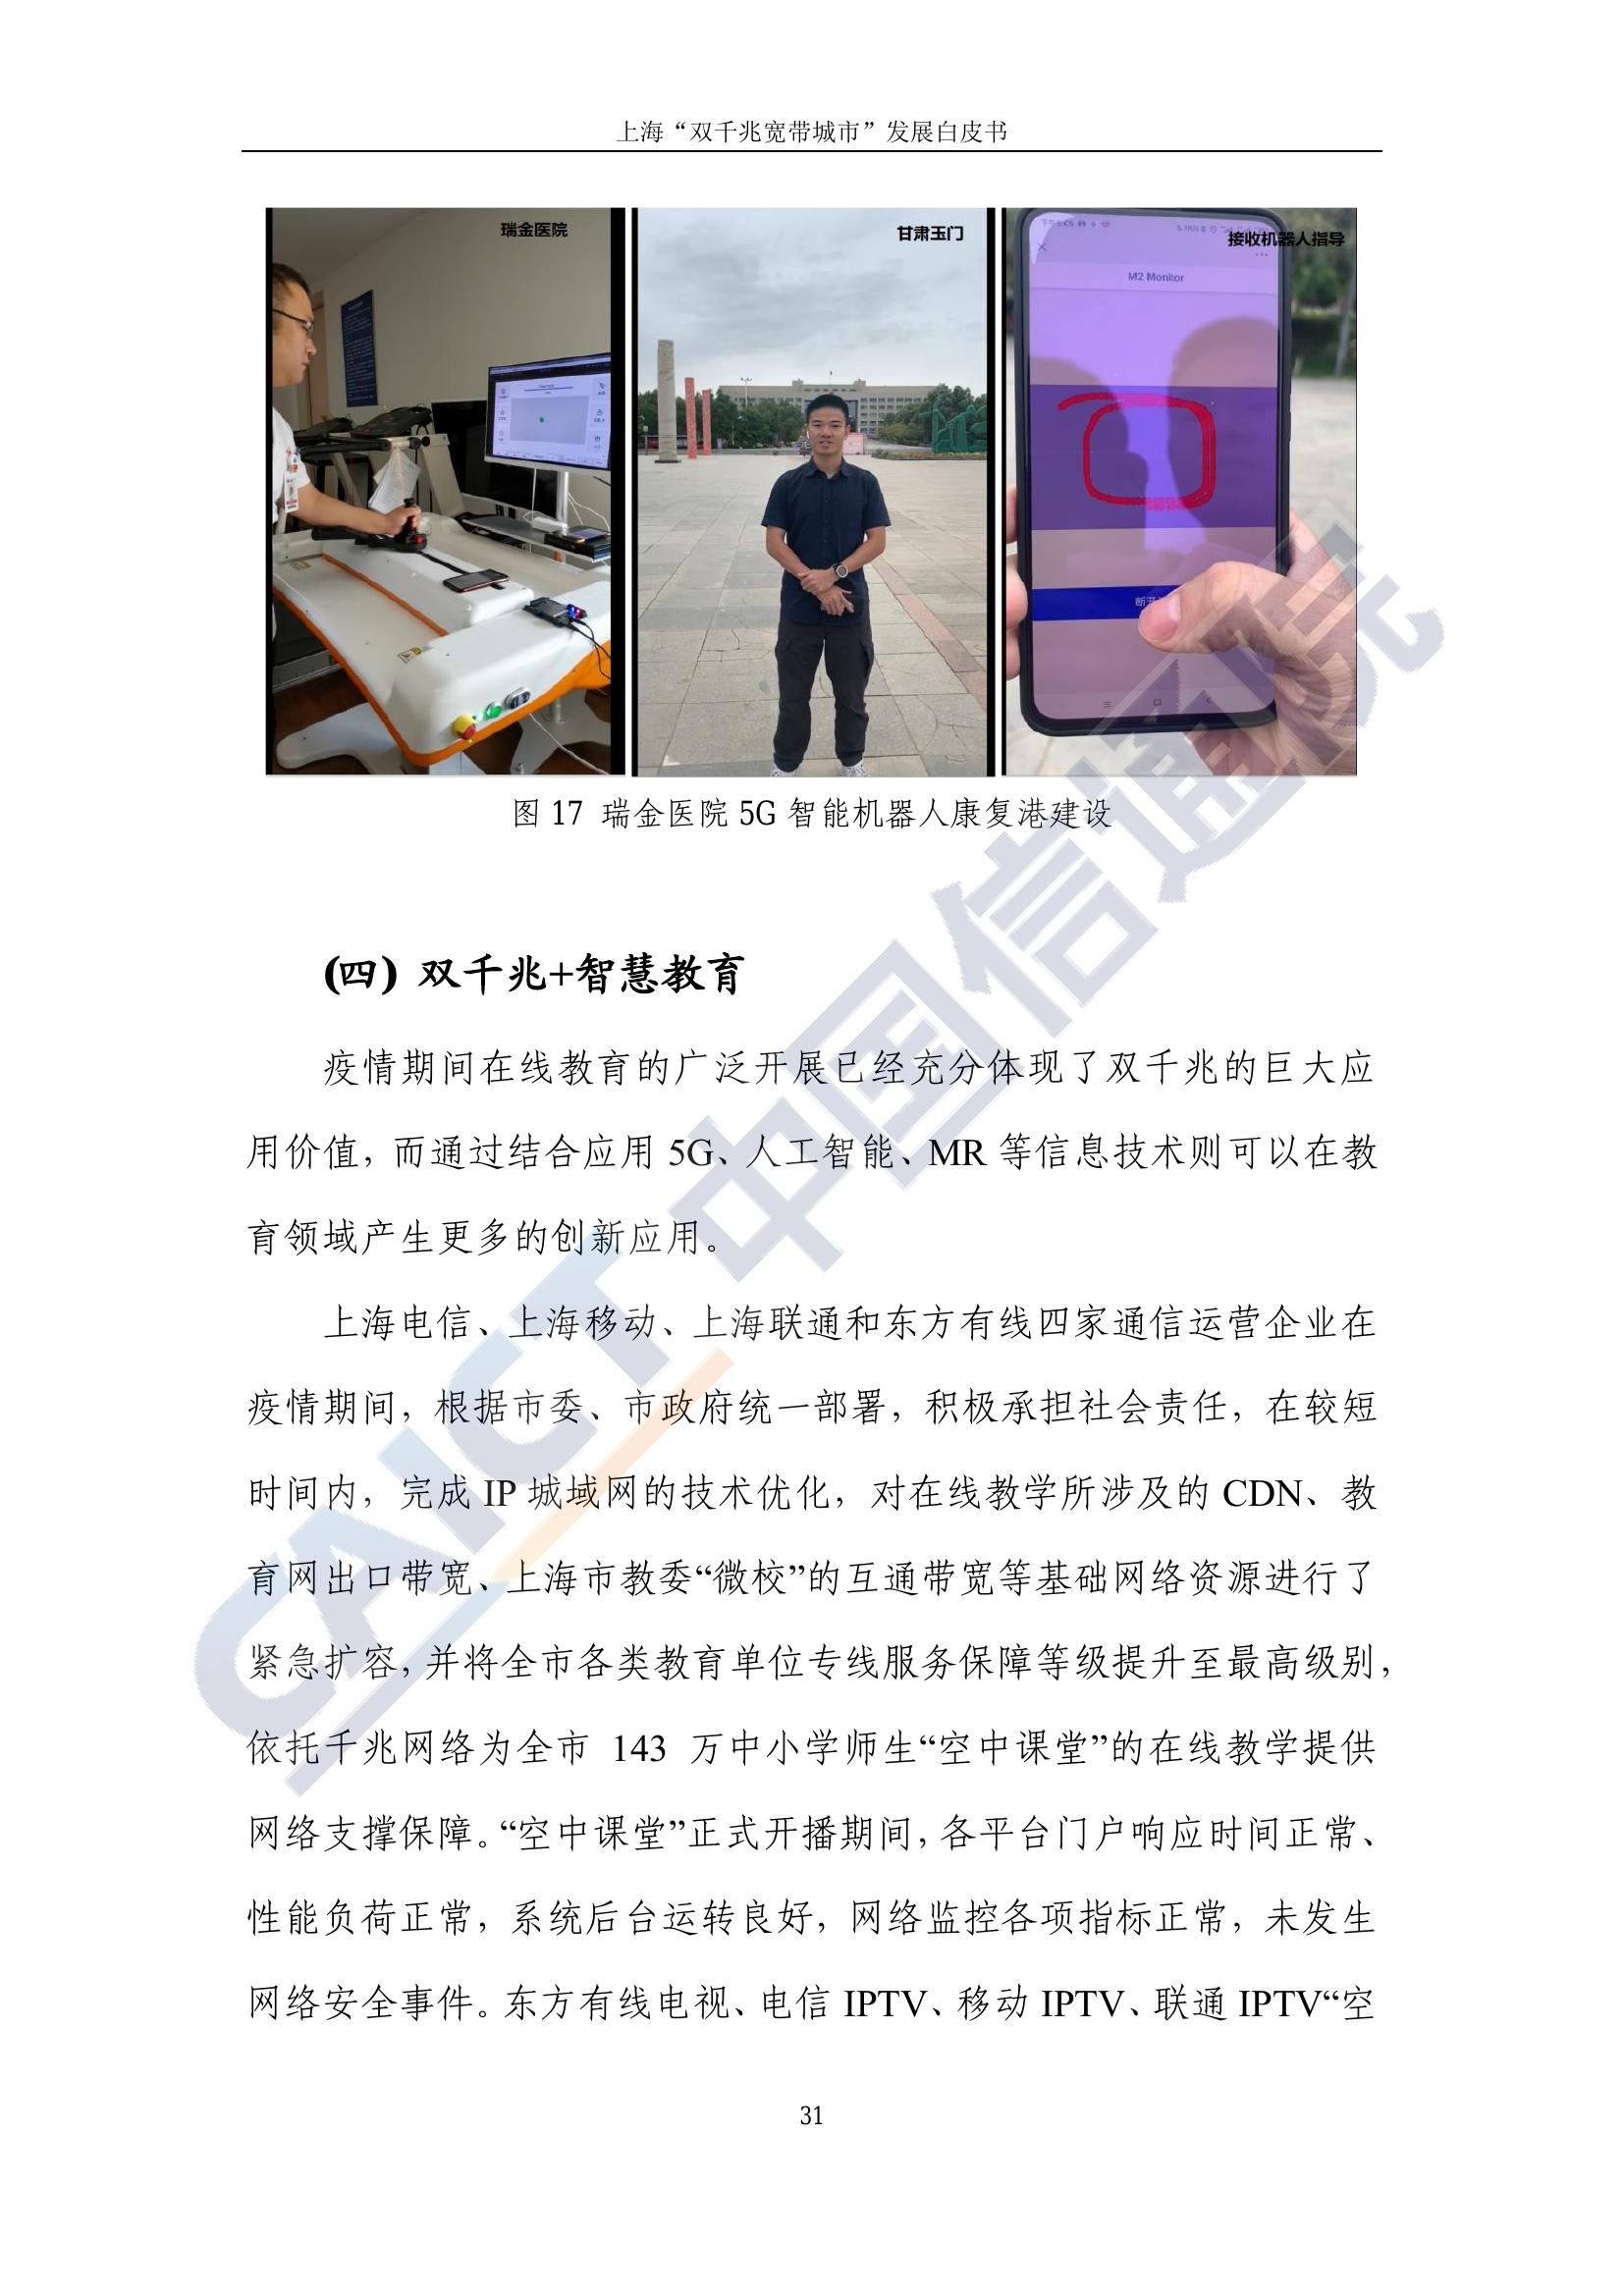 上海“双千兆宽带城市”发展白皮书
瑞金医院
甘肃玉门
接收机器人指导
M2 Monitor
图 17 瑞金医院 5G 智能机器人康复港建设
(四) 双千兆+智慧教育
疫情期间在线教育的广泛开展已经充分体现了双千兆的巨大应
用价值，而通过结合应用 5G、人工智能、MR 等信息技术则可以在教
育领域产生更多的创新应用。
上海电信、上海移动、上海联通和东方有线四家通信运营企业在
疫情期间，根据市委、市政府统一部署，积极承担社会责任，在较短
时间内，完成 IP 城域网的技术优化，对在线教学所涉及的 CDN、教
育网出口带宽、上海市教委“微校”的互通带宽等基础网络资源进行了
紧急扩容，并将全市各类教育单位专线服务保障等级提升至最高级别，
依托千兆网络为全市 143 万中小学师生“空中课堂”的在线教学提供
网络支撑保障。“空中课堂”正式开播期间，各平台门户响应时间正常、
性能负荷正常，系统后台运转良好，网络监控各项指标正常，未发生
网络安全事件。东方有线电视、电信 IPTV、移动 IPTV、联通 IPTV“空
31
CAICT 中国信通院